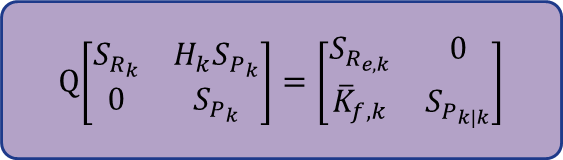 Q[S_{R_k} H_k S_{P_k} ; 0 S_{P_k}] = [S_{R_{e,k}} 0 ; K̄_{f,k} S_{P_{k|k}}]